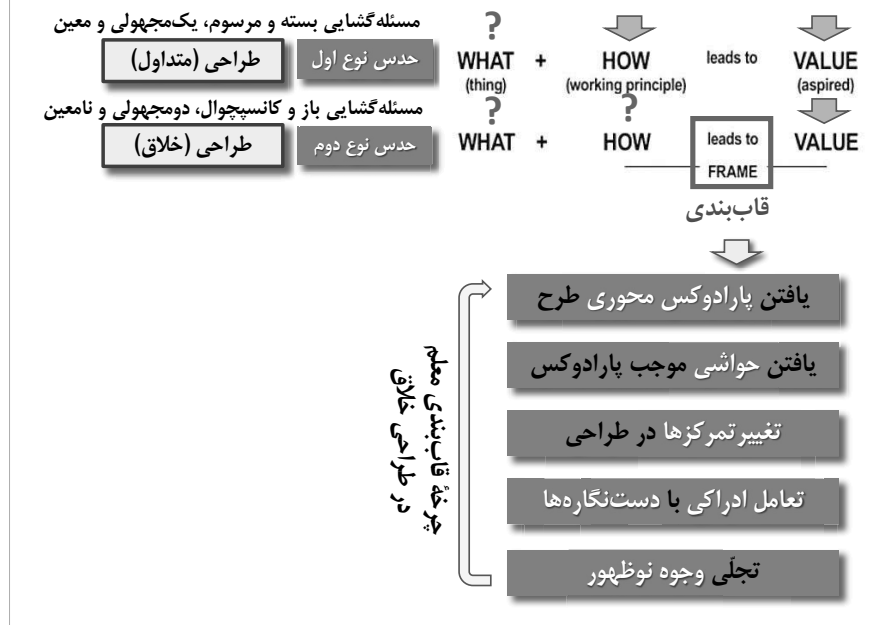 مسئله‌گشایی بسته و مرسوم، یک‌مجهولی و معین
طراحی (متداول)
حدس نوع اول
?
WHAT + HOW leads to VALUE
(thing) (working principle) (aspired)
مسئله‌گشایی باز و کانسپچوال، دومجهولی و نامعین
طراحی (خلاق)
حدس نوع دوم
? ?
WHAT + HOW leads to VALUE
FRAME
قاب‌بندی
یافتن پارادوکس محوری طرح
یافتن حواشی موجب پارادوکس
تغییر تمرکزها در طراحی
تعامل ادراکی با دست‌نگاره‌ها
تجلّی وجوه نوظهور
چرخهٔ قاب‌بندی معلم
در طراحی خلاق